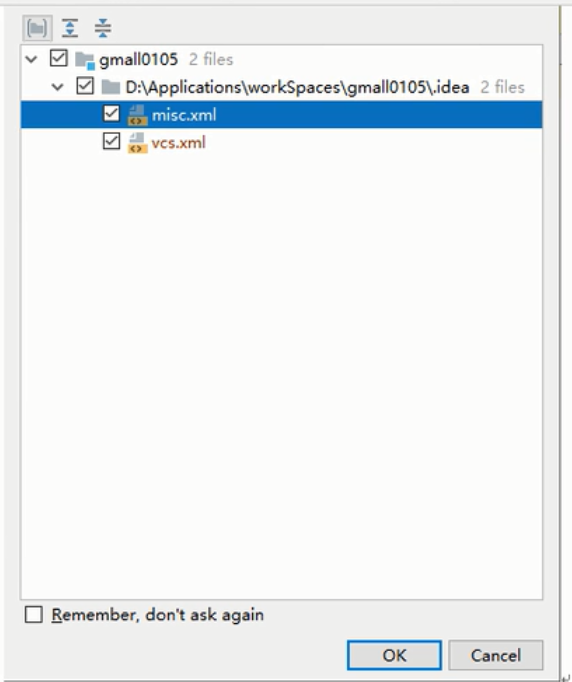 gmall0105 2 files
D:\Applications\workSpaces\gmall0105\.idea 2 files
misc.xml
vcs.xml
Remember, don't ask again
OK Cancel